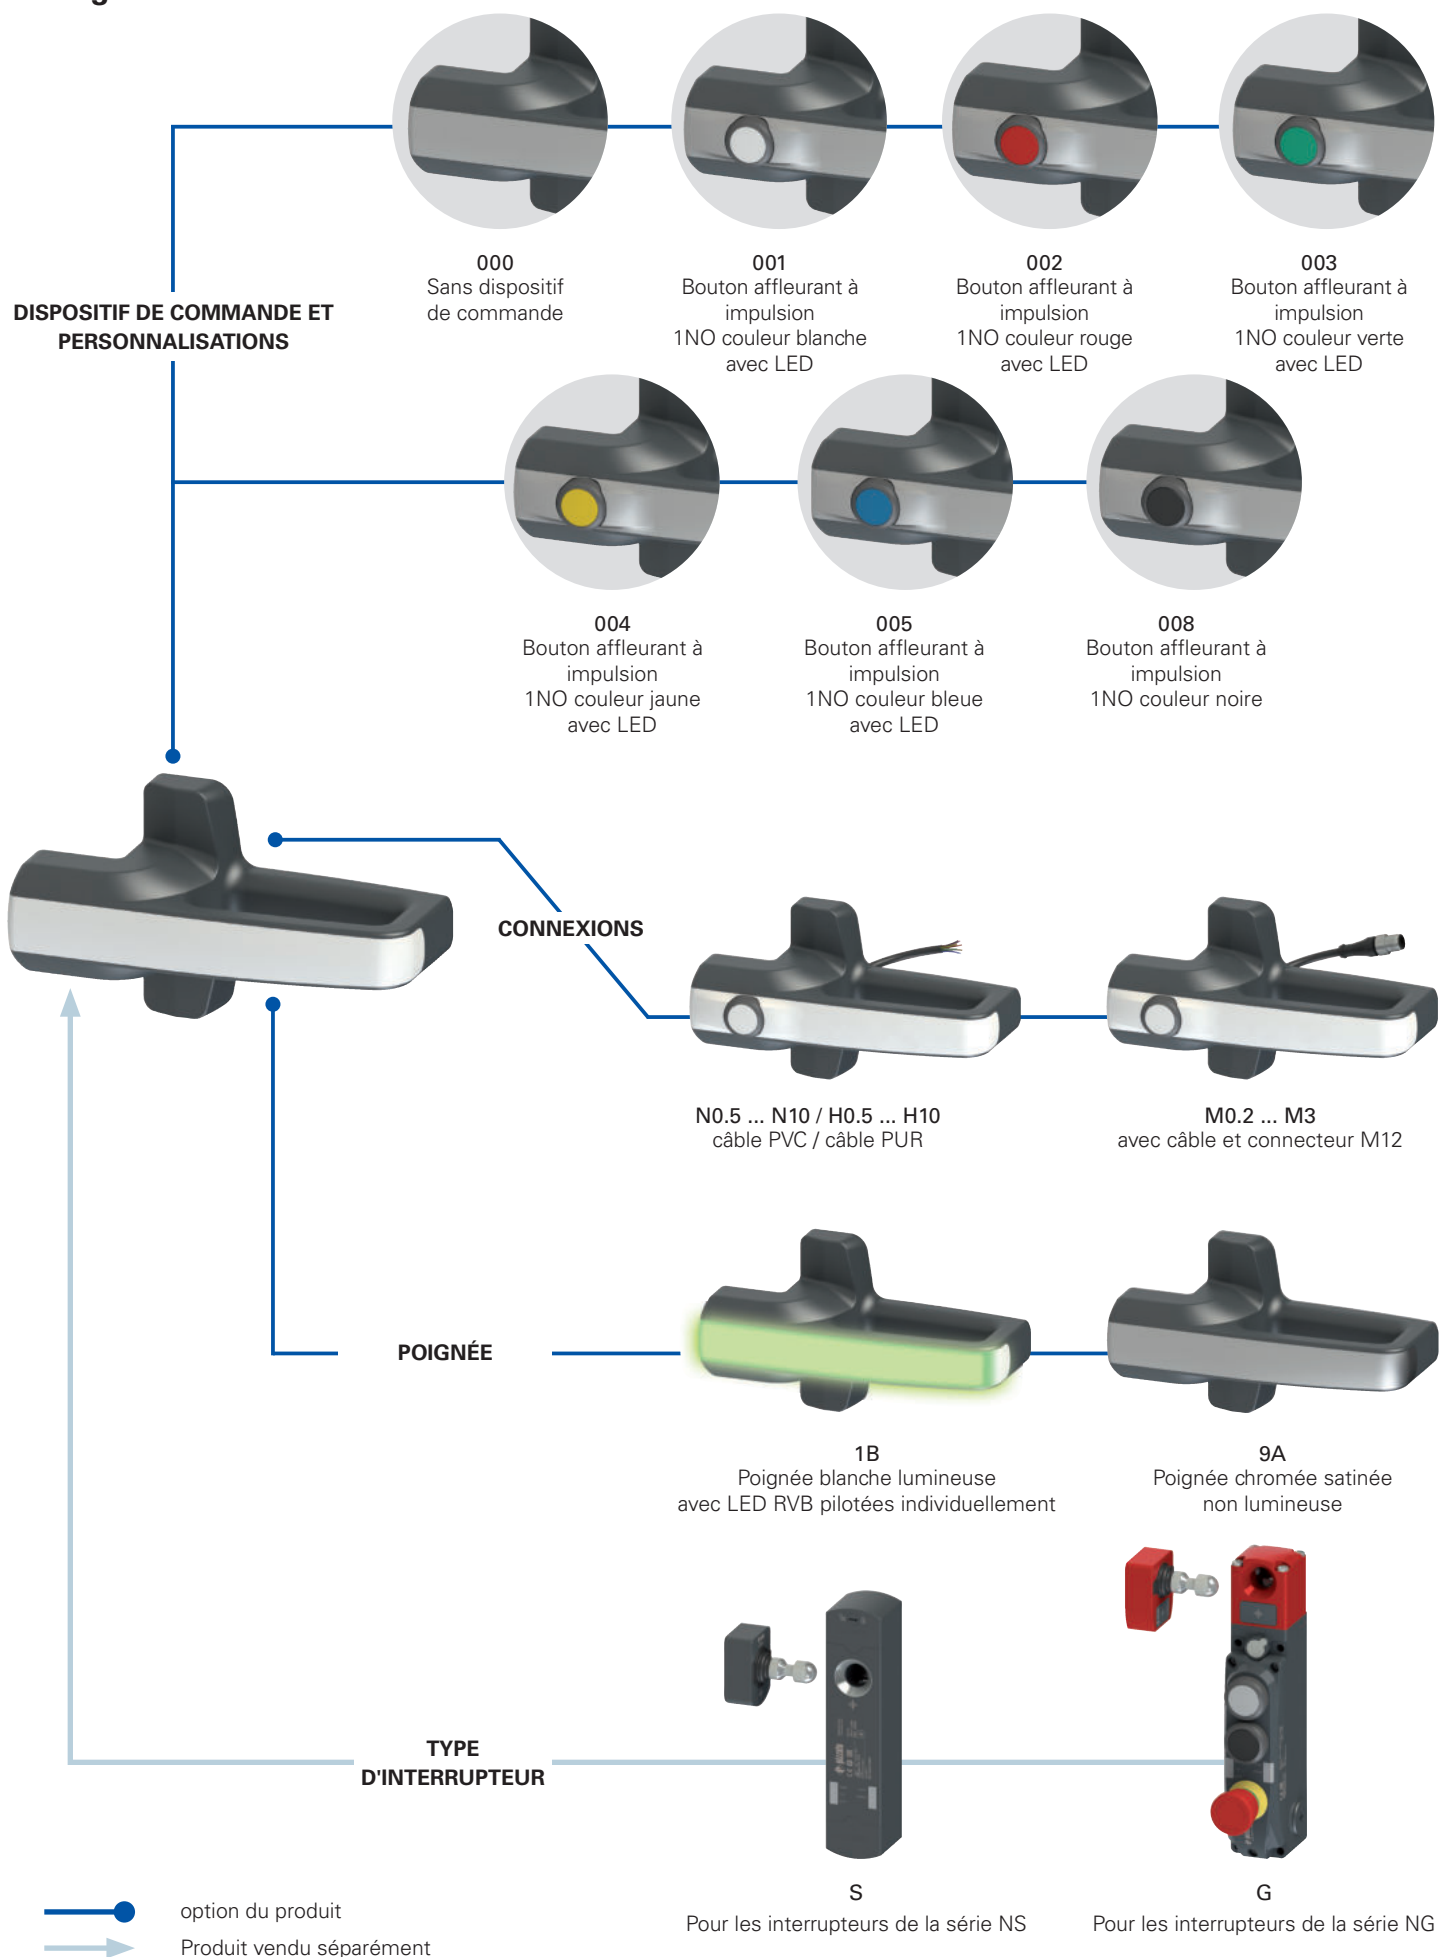 000
Sans dispositif
de commande
001
Bouton affleurant à
impulsion
1NO couleur blanche
avec LED
002
Bouton affleurant à
impulsion
1NO couleur rouge
avec LED
003
Bouton affleurant à
impulsion
1NO couleur verte
avec LED
DISPOSITIF DE COMMANDE ET
PERSONNALISATIONS
004
Bouton affleurant à
impulsion
1NO couleur jaune
avec LED
005
Bouton affleurant à
impulsion
1NO couleur bleue
avec LED
008
Bouton affleurant à
impulsion
1NO couleur noire
CONNEXIONS
N0.5 ... N10 / H0.5 ... H10
câble PVC / câble PUR
M0.2 ... M3
avec câble et connecteur M12
POIGNÉE
1B
Poignée blanche lumineuse
avec LED RVB pilotées individuellement
9A
Poignée chromée satinée
non lumineuse
TYPE
D'INTERRUPTEUR
S
Pour les interrupteurs de la série NS
G
Pour les interrupteurs de la série NG
option du produit
Produit vendu séparément